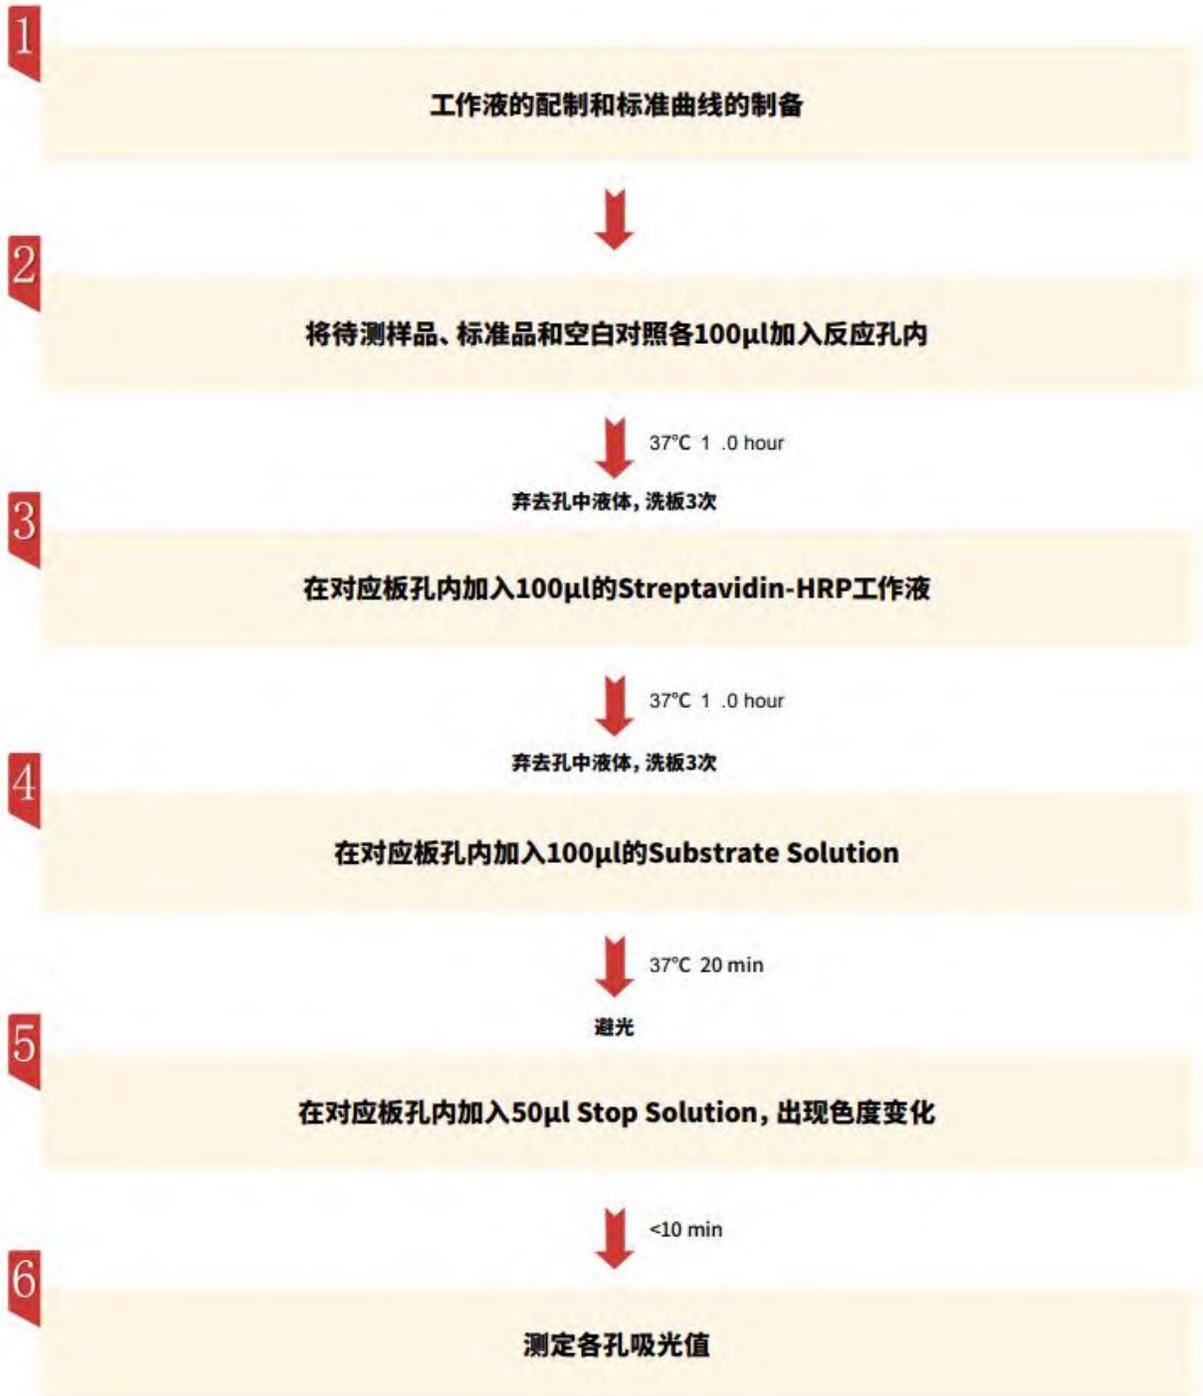 1
工作液的配制和标准曲线的制备
2
将待测样品、标准品和空白对照各100μl加入反应孔内
37℃ 1 .0 hour
弃去孔中液体, 洗板3次
3
在对应板孔内加入100μl的Streptavidin-HRP工作液
37℃ 1 .0 hour
弃去孔中液体, 洗板3次
4
在对应板孔内加入100μl的Substrate Solution
37℃ 20 min
避光
5
在对应板孔内加入50μl Stop Solution, 出现色度变化
<10 min
6
测定各孔吸光值